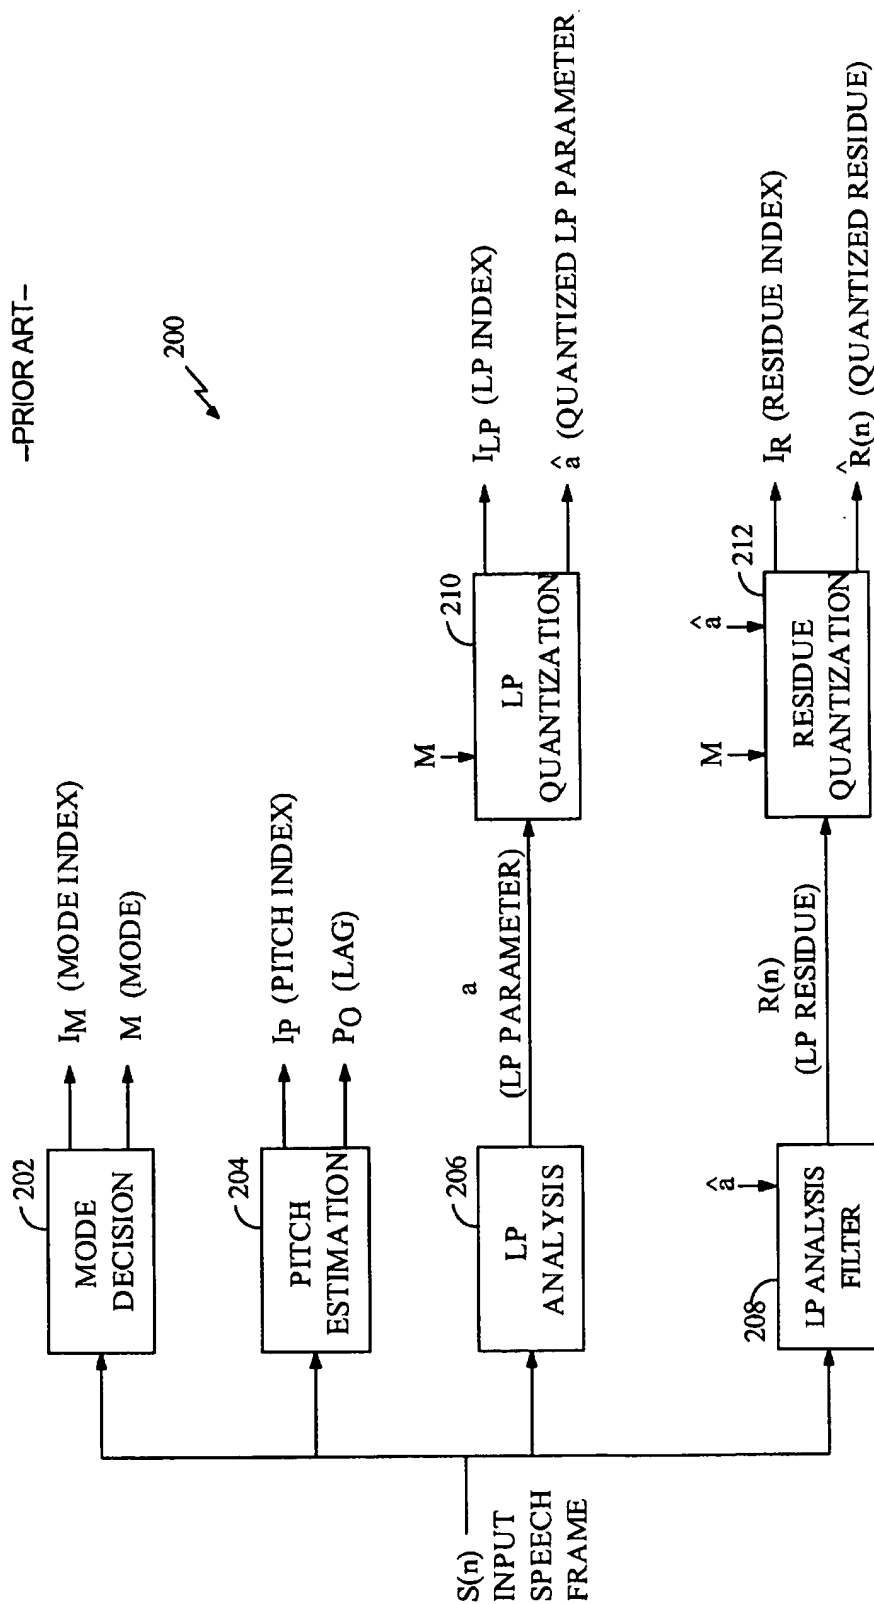 –PRIOR ART–
200
S(n)
INPUT
SPEECH
FRAME
202
MODE
DECISION
I_M (MODE INDEX)
M (MODE)
204
PITCH
ESTIMATION
I_P (PITCH INDEX)
P_O (LAG)
206
LP
ANALYSIS
a
(LP PARAMETER)
M
210
LP
QUANTIZATION
I_LP (LP INDEX)
â (QUANTIZED LP PARAMETER
208
â
LP ANALYSIS
FILTER
R(n)
(LP RESIDUE)
M
â
212
RESIDUE
QUANTIZATION
I_R (RESIDUE INDEX)
R̂(n) (QUANTIZED RESIDUE)